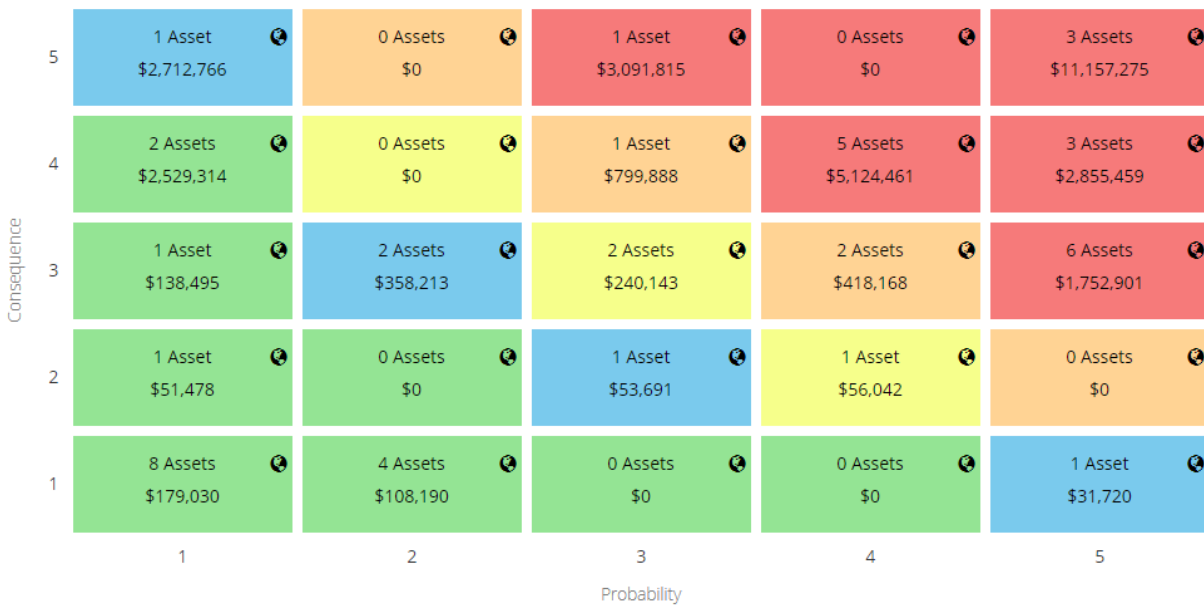 1 Asset 0 Assets 1 Asset 0 Assets 3 Assets
5
$2,712,766 $0 $3,091,815 $0 $11,157,275
2 Assets 0 Assets 1 Asset 5 Assets 3 Assets
4
$2,529,314 $0 $799,888 $5,124,461 $2,855,459
Consequence
1 Asset 2 Assets 2 Assets 2 Assets 6 Assets
3
$138,495 $358,213 $240,143 $418,168 $1,752,901
1 Asset 0 Assets 1 Asset 1 Asset 0 Assets
2
$51,478 $0 $53,691 $56,042 $0
8 Assets 4 Assets 0 Assets 0 Assets 1 Asset
1
$179,030 $108,190 $0 $0 $31,720
1 2 3 4 5
Probability